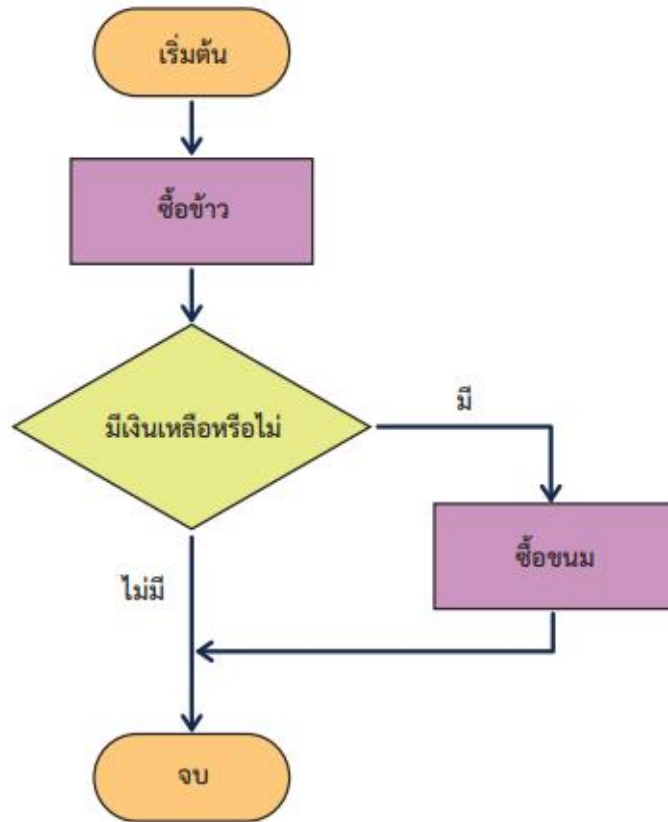 เริ่มต้น
ซื้อข้าว
มีเงินเหลือหรือไม่
มี
ซื้อขนม
ไม่มี
จบ